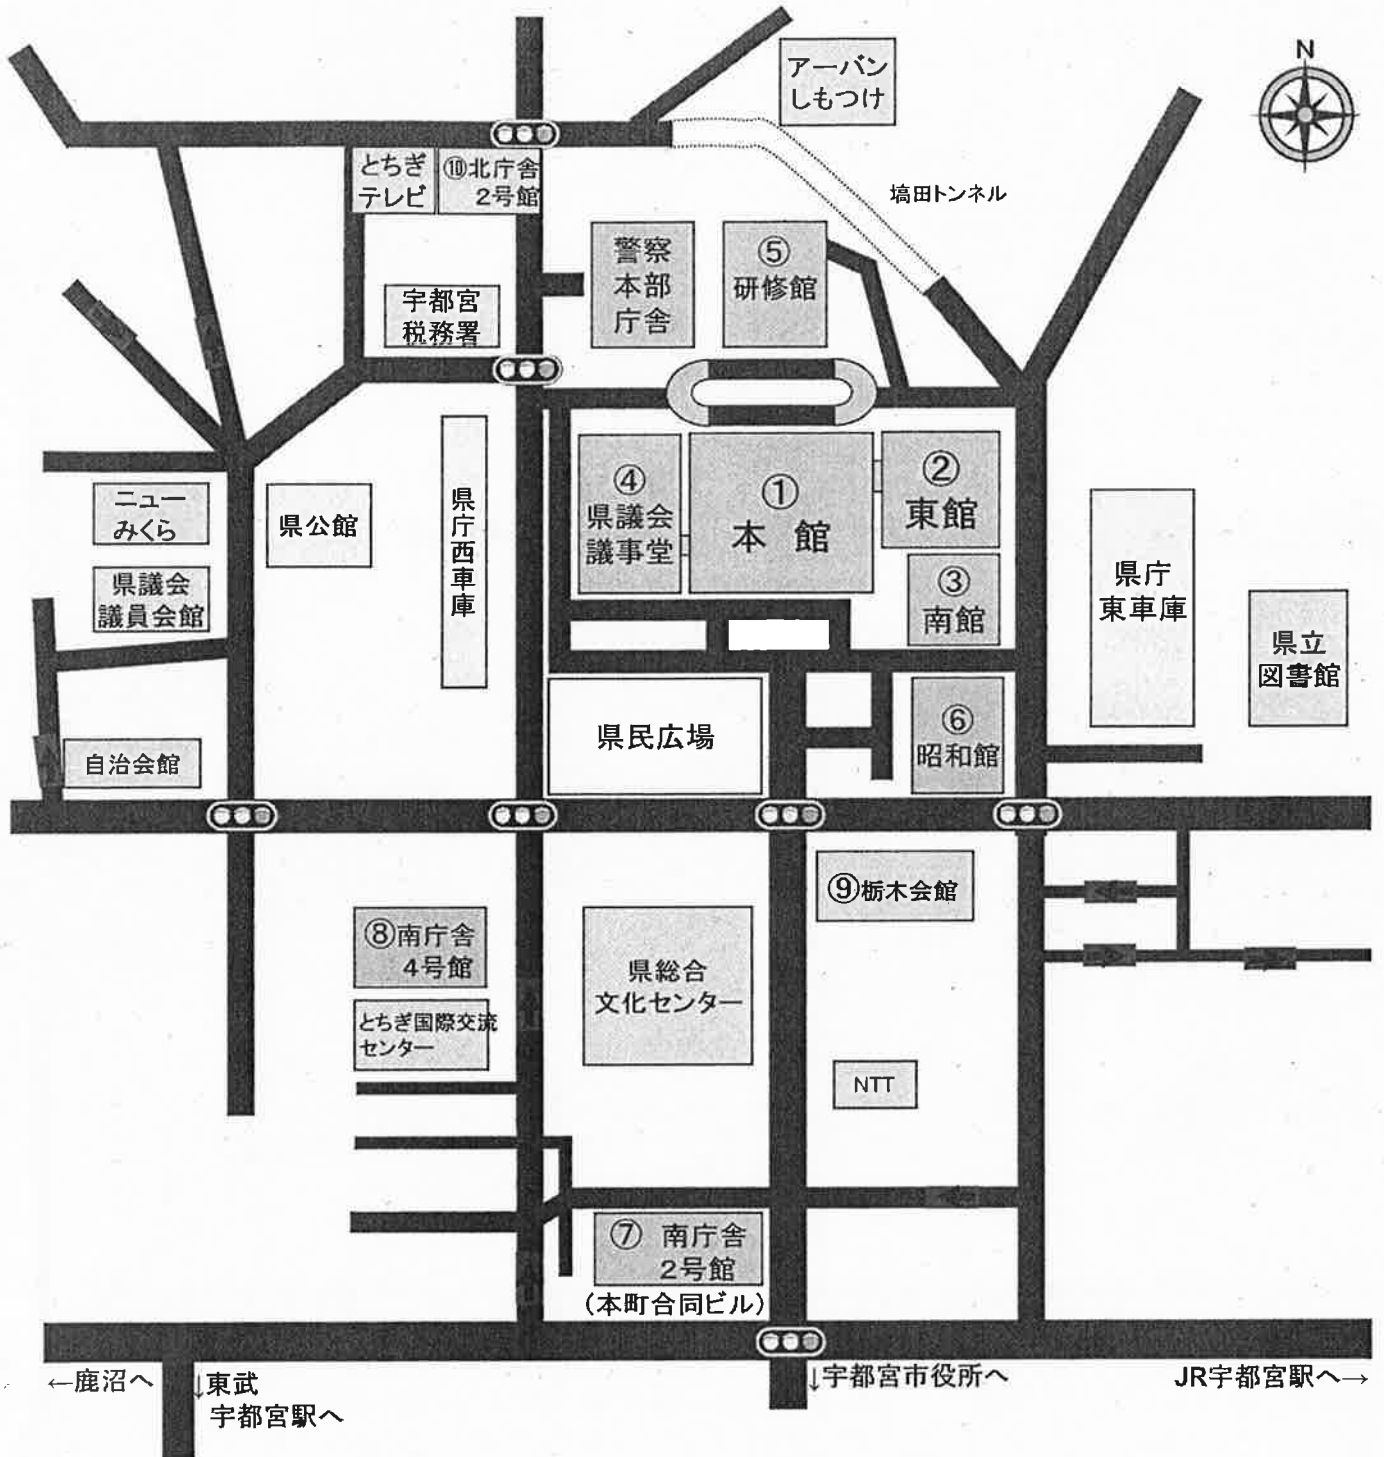 N
アーバン
しもつけ
とちぎ
テレビ
⑩北庁舎
2号館
塙田トンネル
警察
本部
庁舎
⑤
研修館
宇都宮
税務署
④
県議会
議事堂
①
本館
②
東館
③
南館
ニュー
みくら
県公館
県庁西車庫
県議会
議員会館
県庁
東車庫
県立
図書館
自治会館
県民広場
⑥
昭和館
⑨栃木会館
⑧南庁舎
4号館
県総合
文化センター
とちぎ国際交流
センター
NTT
⑦ 南庁舎
2号館
(本町合同ビル)
←鹿沼へ
↓東武
宇都宮駅へ
↓宇都宮市役所へ
JR宇都宮駅へ→